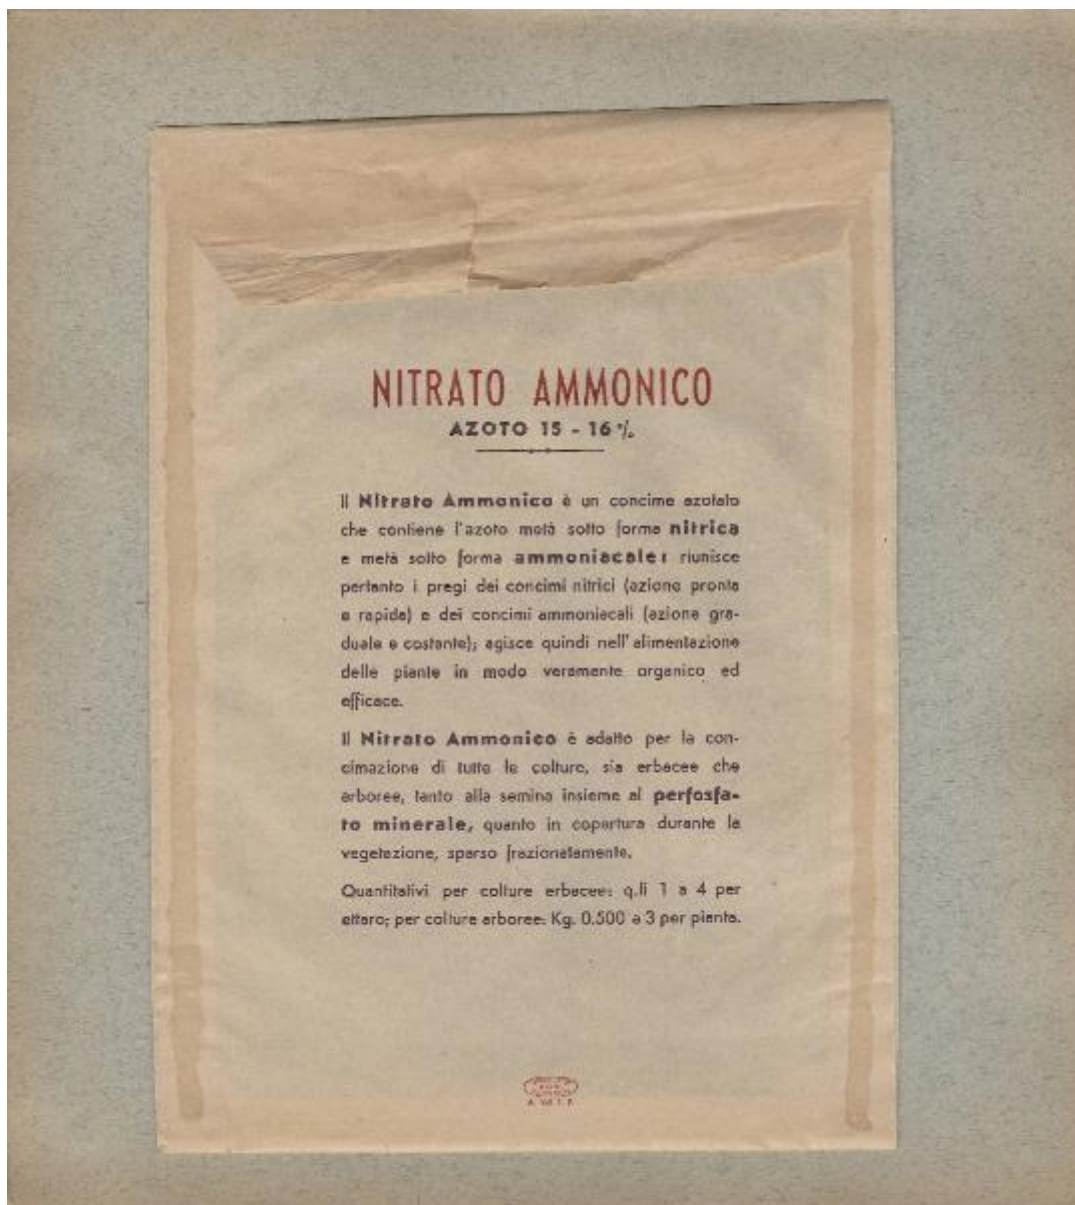 NITRATO AMMONICO
AZOTO 15 - 16 %
Il Nitrato Ammonico è un concime azotato
che contiene l'azoto metà sotto forma nitrica
e metà sotto forma ammoniacale: riunisce
pertanto i pregi dei concimi nitrici (azione pronta
e rapida) e dei concimi ammoniacali (azione gra-
duale e costante); agisce quindi nell'alimentazione
delle piante in modo veramente organico ed
efficace.
Il Nitrato Ammonico è adatto per la con-
cimazione di tutte le colture, sia erbacee che
arboree, tanto alla semina insieme al perfosfa-
to minerale, quanto in copertura durante la
vegetazione, sparso frazionatamente.
Quantitativi per colture erbacee: q.li 1 a 4 per
ettaro; per colture arboree: Kg. 0.500 a 3 per pianta.